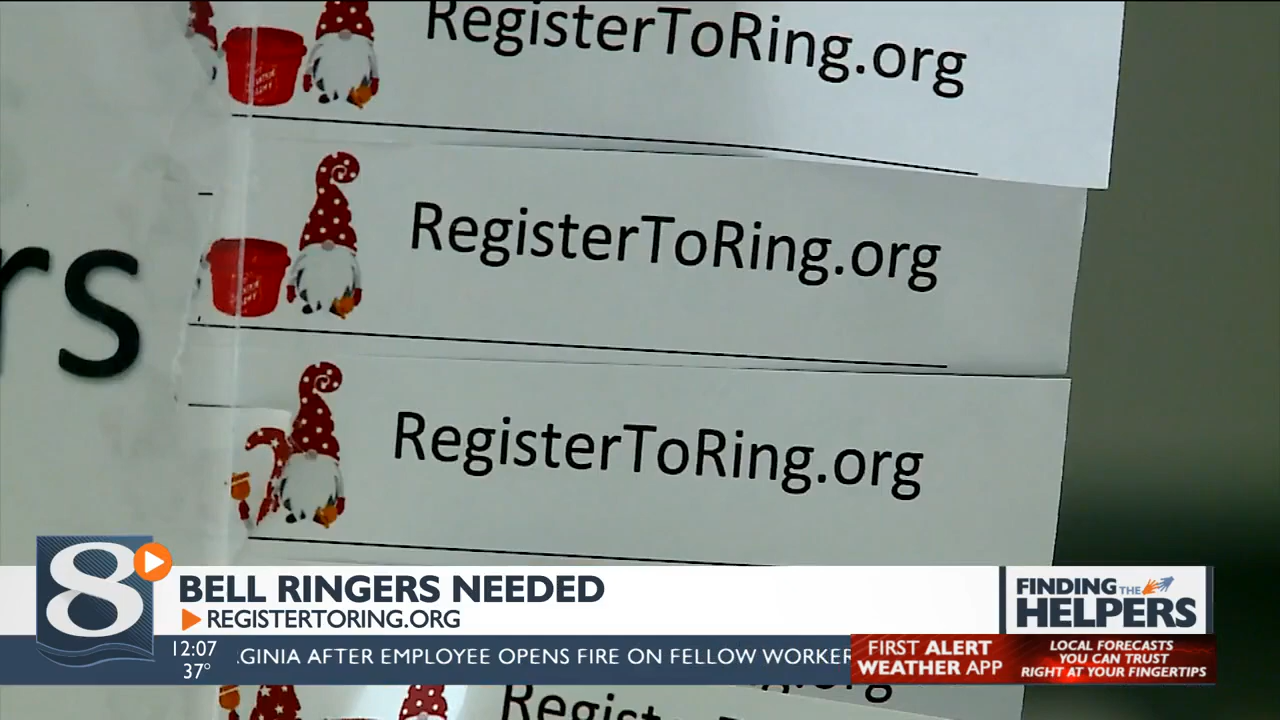 RegisterToRing.org
RegisterToRing.org
rs
RegisterToRing.org
8
BELL RINGERS NEEDED
REGISTERTORING.ORG
FINDING THE HELPERS
12:07
37°
GINIA AFTER EMPLOYEE OPENS FIRE ON FELLOW WORKER
FIRST ALERT
WEATHER APP
LOCAL FORECASTS
YOU CAN TRUST
RIGHT AT YOUR FINGERTIPS